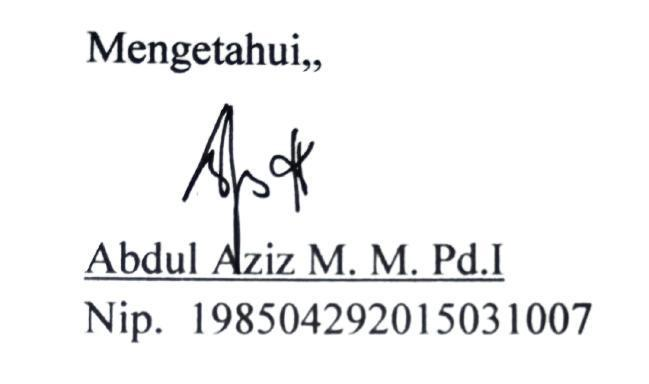 Mengetahui,,
Abdul Aziz M. M. Pd.I
Nip. 198504292015031007